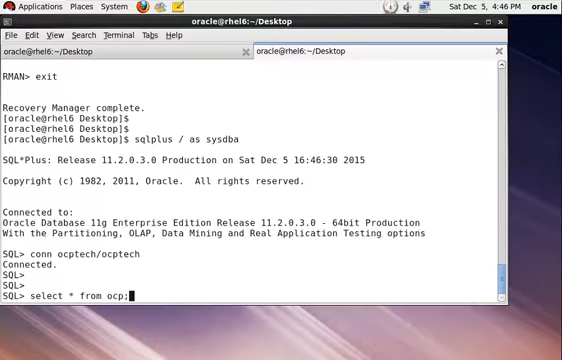 Applications Places System Sat Dec 5, 4:46 PM oracle
oracle@rhel6:~/Desktop
File Edit View Search Terminal Tabs Help
oracle@rhel6:~/Desktop oracle@rhel6:~/Desktop
RMAN> exit
Recovery Manager complete.
[oracle@rhel6 Desktop]$
[oracle@rhel6 Desktop]$
[oracle@rhel6 Desktop]$ sqlplus / as sysdba
SQL*Plus: Release 11.2.0.3.0 Production on Sat Dec 5 16:46:30 2015
Copyright (c) 1982, 2011, Oracle. All rights reserved.
Connected to:
Oracle Database 11g Enterprise Edition Release 11.2.0.3.0 - 64bit Production
With the Partitioning, OLAP, Data Mining and Real Application Testing options
SQL> conn ocptech/ocptech
Connected.
SQL>
SQL>
SQL> select * from ocp;